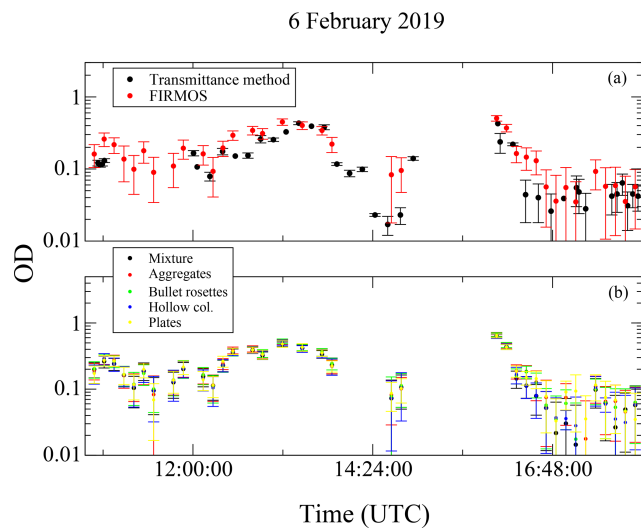 6 February 2019
(a)
Transmittance method
FIRMOS
1
0.1
0.01
OD
(b)
Mixture
Aggregates
Bullet rosettes
Hollow col.
Plates
1
0.1
0.01
12:00:00 14:24:00 16:48:00
Time (UTC)